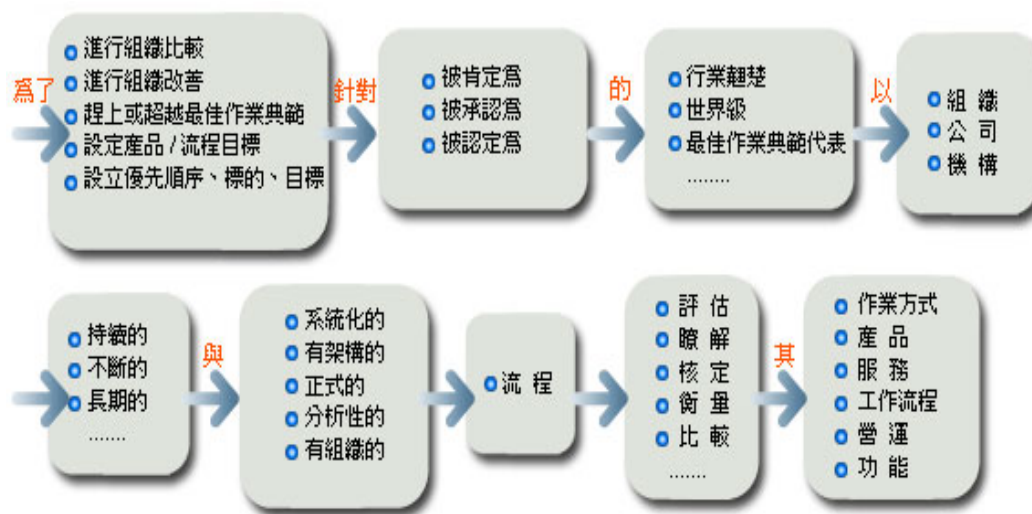 為了
進行組織比較
進行組織改善
趕上或超越最佳作業典範
設定產品 / 流程目標
設立優先順序、標的、目標
針對
被肯定為
被承認為
被認定為
的
行業翹楚
世界級
最佳作業典範代表
........
以
組 織
公 司
機 構
持續的
不斷的
長期的
.......
與
系統化的
有架構的
正式的
分析性的
有組織的
流 程
評 估
瞭 解
核 定
衡 量
比 較
.......
其
作業方式
產 品
服 務
工作流程
營 運
功 能